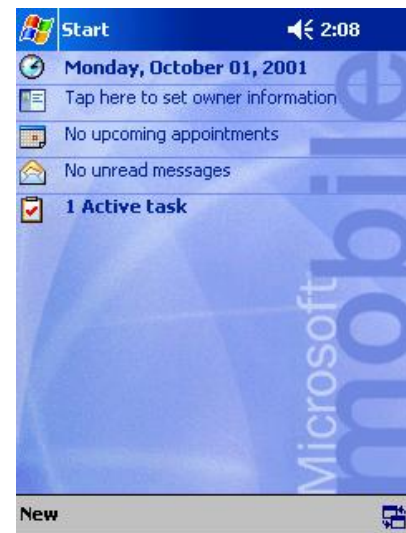 Start 2:08
Monday, October 01, 2001
Tap here to set owner information
No upcoming appointments
No unread messages
1 Active task
Microsoft
mobile
New